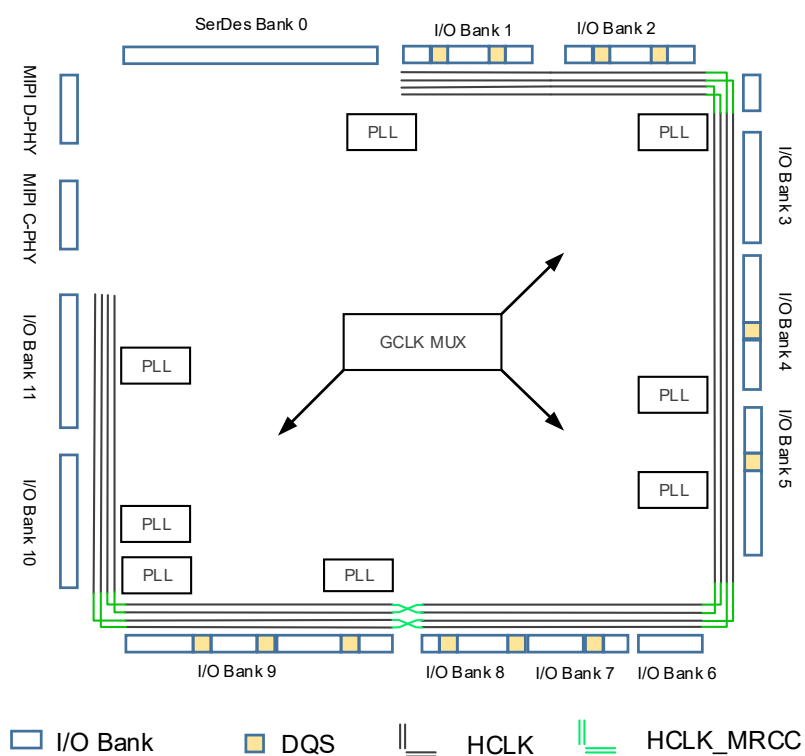 SerDes Bank 0
I/O Bank 1
I/O Bank 2
MIPI D-PHY
PLL
PLL
I/O Bank 3
MIPI C-PHY
GCLK MUX
I/O Bank 4
I/O Bank 11
PLL
PLL
I/O Bank 5
PLL
I/O Bank 10
PLL
PLL
PLL
I/O Bank 9
I/O Bank 8
I/O Bank 7
I/O Bank 6
I/O Bank
DQS
HCLK
HCLK_MRCC